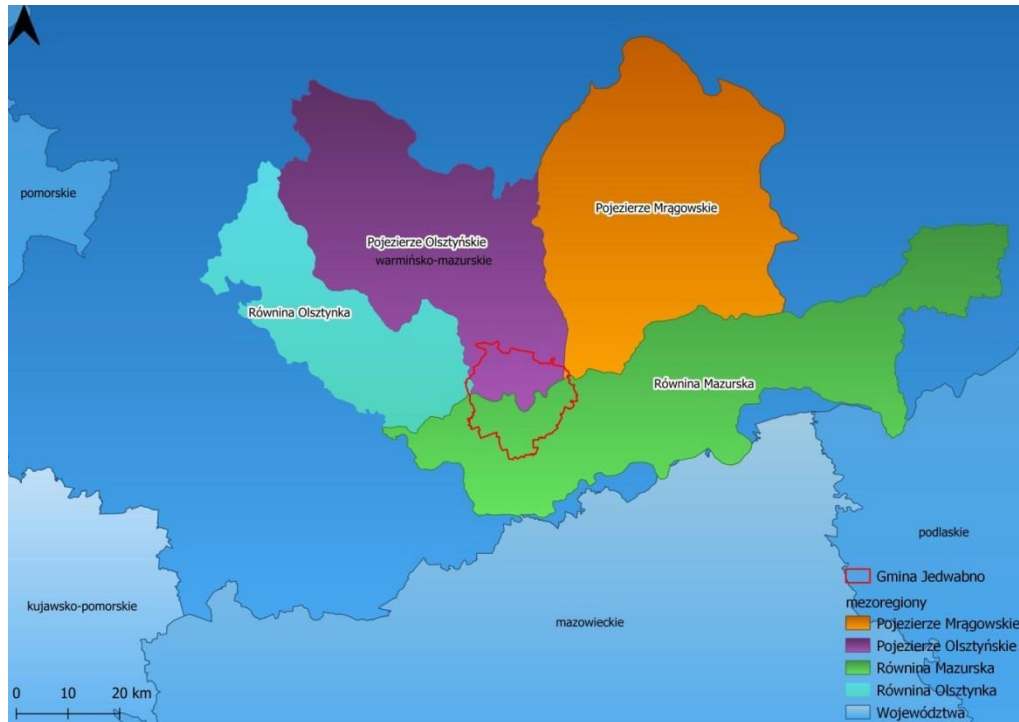 pomorskie
Pojezierze Mrągowskie
Pojezierze Olsztyńskie
warmińsko-mazurskie
Równina Olsztynka
Równina Mazurska
podlaskie
kujawsko-pomorskie
mazowieckie
Gmina Jedwabno
mezoregiony
Pojezierze Mrągowskie
Pojezierze Olsztyńskie
Równina Mazurska
Równina Olsztynka
Województwa
0 10 20 km